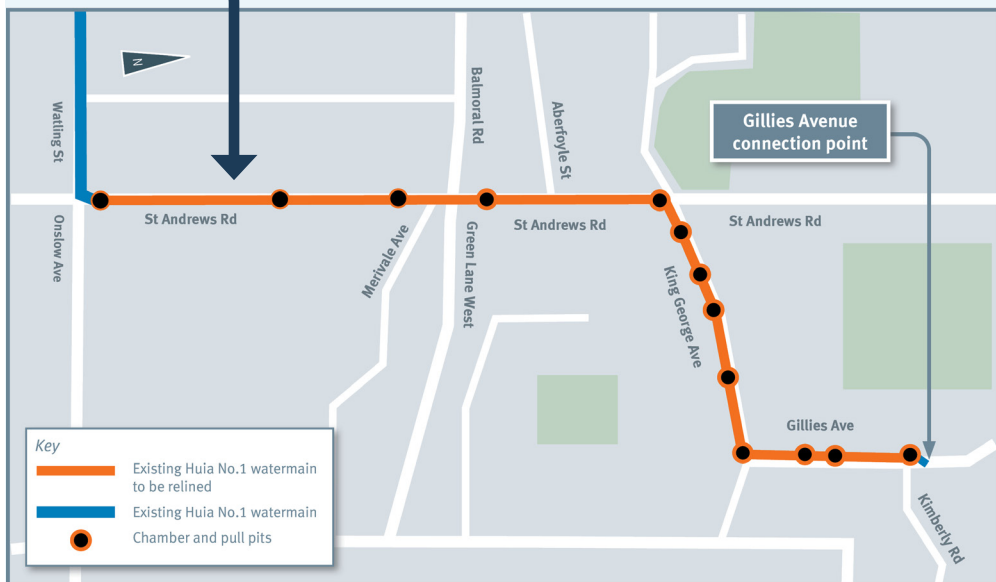 N
Watling St
Balmoral Rd
Aberfoyle St
Gillies Avenue
connection point
Onslow Ave
St Andrews Rd
Merivale Ave
Green Lane West
St Andrews Rd
King George Ave
St Andrews Rd
Gillies Ave
Kimberly Rd
Key
Existing Huia No.1 watermain
to be relined
Existing Huia No.1 watermain
Chamber and pull pits